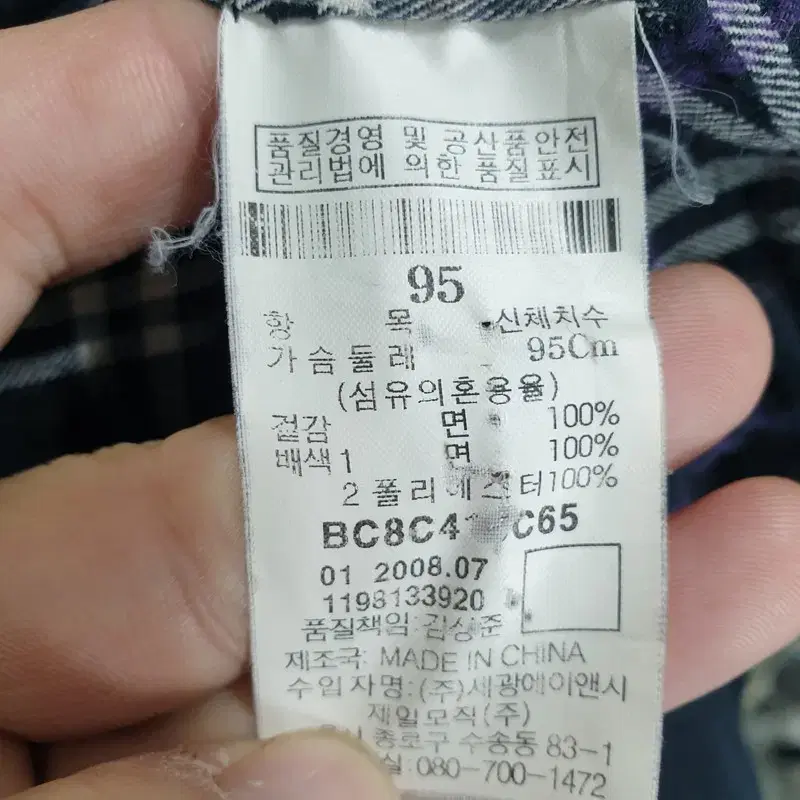 품질경영 및 공산품안전
관리법에 의한 품질표시
95
항 목 신체치수
가슴둘레 95Cm
(섬유의혼용율)
겉감 면 100%
배색1 면 100%
2 폴리에스터100%
BC8C4 C65
01 2008.07
1198133920
품질책임:김상준
제조국: MADE IN CHINA
수입자명:(주)세광에이앤시
제일모직(주)
종로구 수송동 83-1
실:080-700-1472